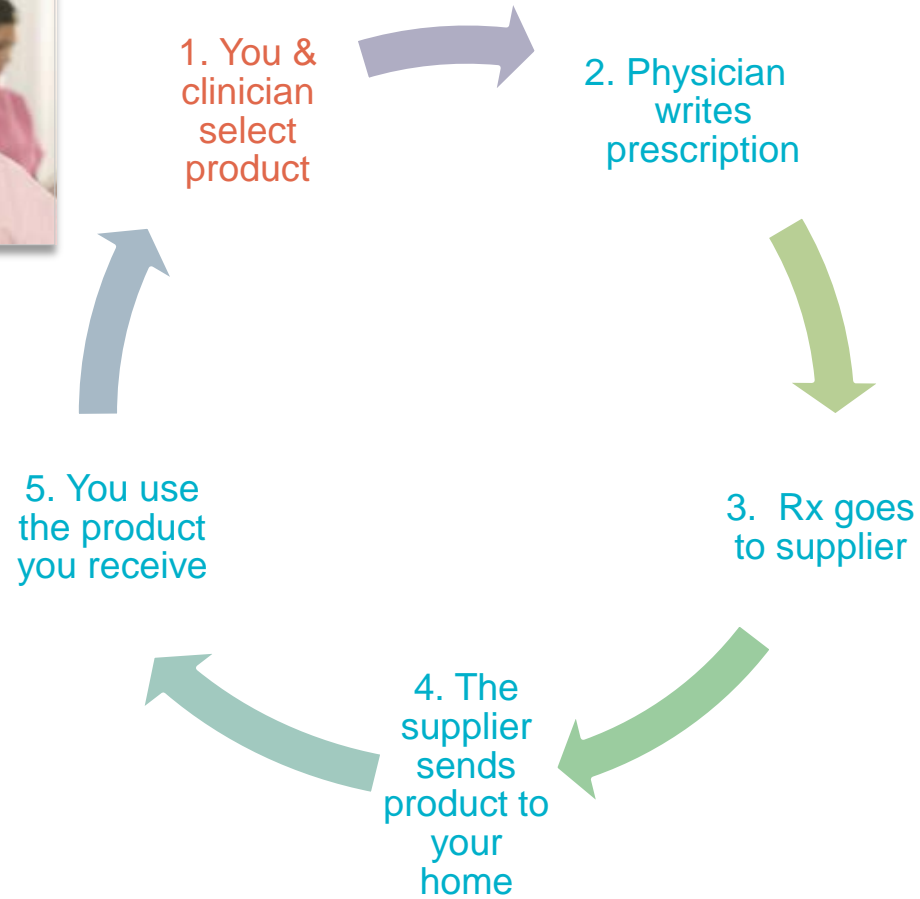 1. You &
clinician
select
product
2. Physician
writes
prescription
3. Rx goes
to supplier
4. The
supplier
sends
product to
your
home
5. You use
the product
you receive